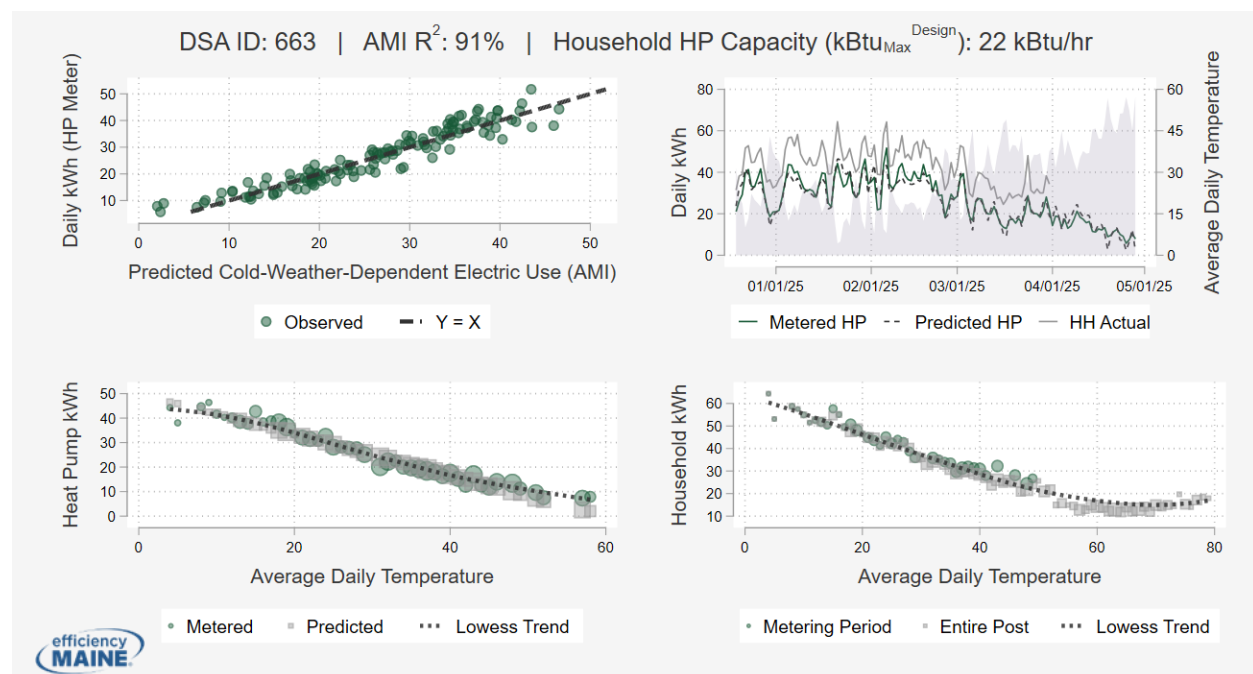 DSA ID: 663 | AMI R²: 91% | Household HP Capacity (kBtu Max Design): 22 kBtu/hr
Daily kWh (HP Meter)
50
40
30
20
10
0 10 20 30 40 50
Predicted Cold-Weather-Dependent Electric Use (AMI)
Observed Y = X
Daily kWh
80
60
40
20
0
60
45
30
15
0
Average Daily Temperature
01/01/25 02/01/25 03/01/25 04/01/25 05/01/25
Metered HP Predicted HP HH Actual
Heat Pump kWh
50
40
30
20
10
0
0 20 40 60
Average Daily Temperature
Metered Predicted Lowess Trend
Household kWh
60
50
40
30
20
10
0 20 40 60 80
Average Daily Temperature
Metering Period Entire Post Lowess Trend
efficiency
MAINE